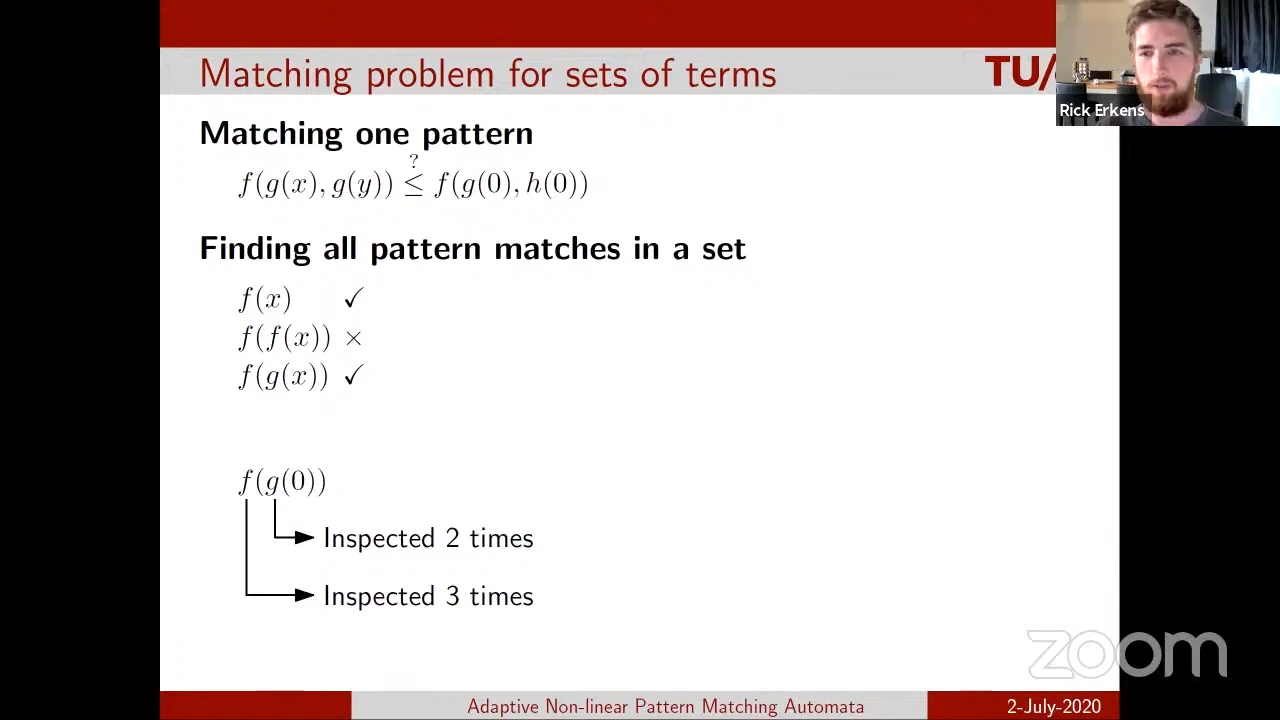 Matching problem for sets of terms
TU/
Rick Erkens
Matching one pattern
f(g(x), g(y)) ≤? f(g(0), h(0))
Finding all pattern matches in a set
f(x) ✓
f(f(x)) ×
f(g(x)) ✓
f(g(0))
Inspected 2 times
Inspected 3 times
zoom
Adaptive Non-linear Pattern Matching Automata
2-July-2020